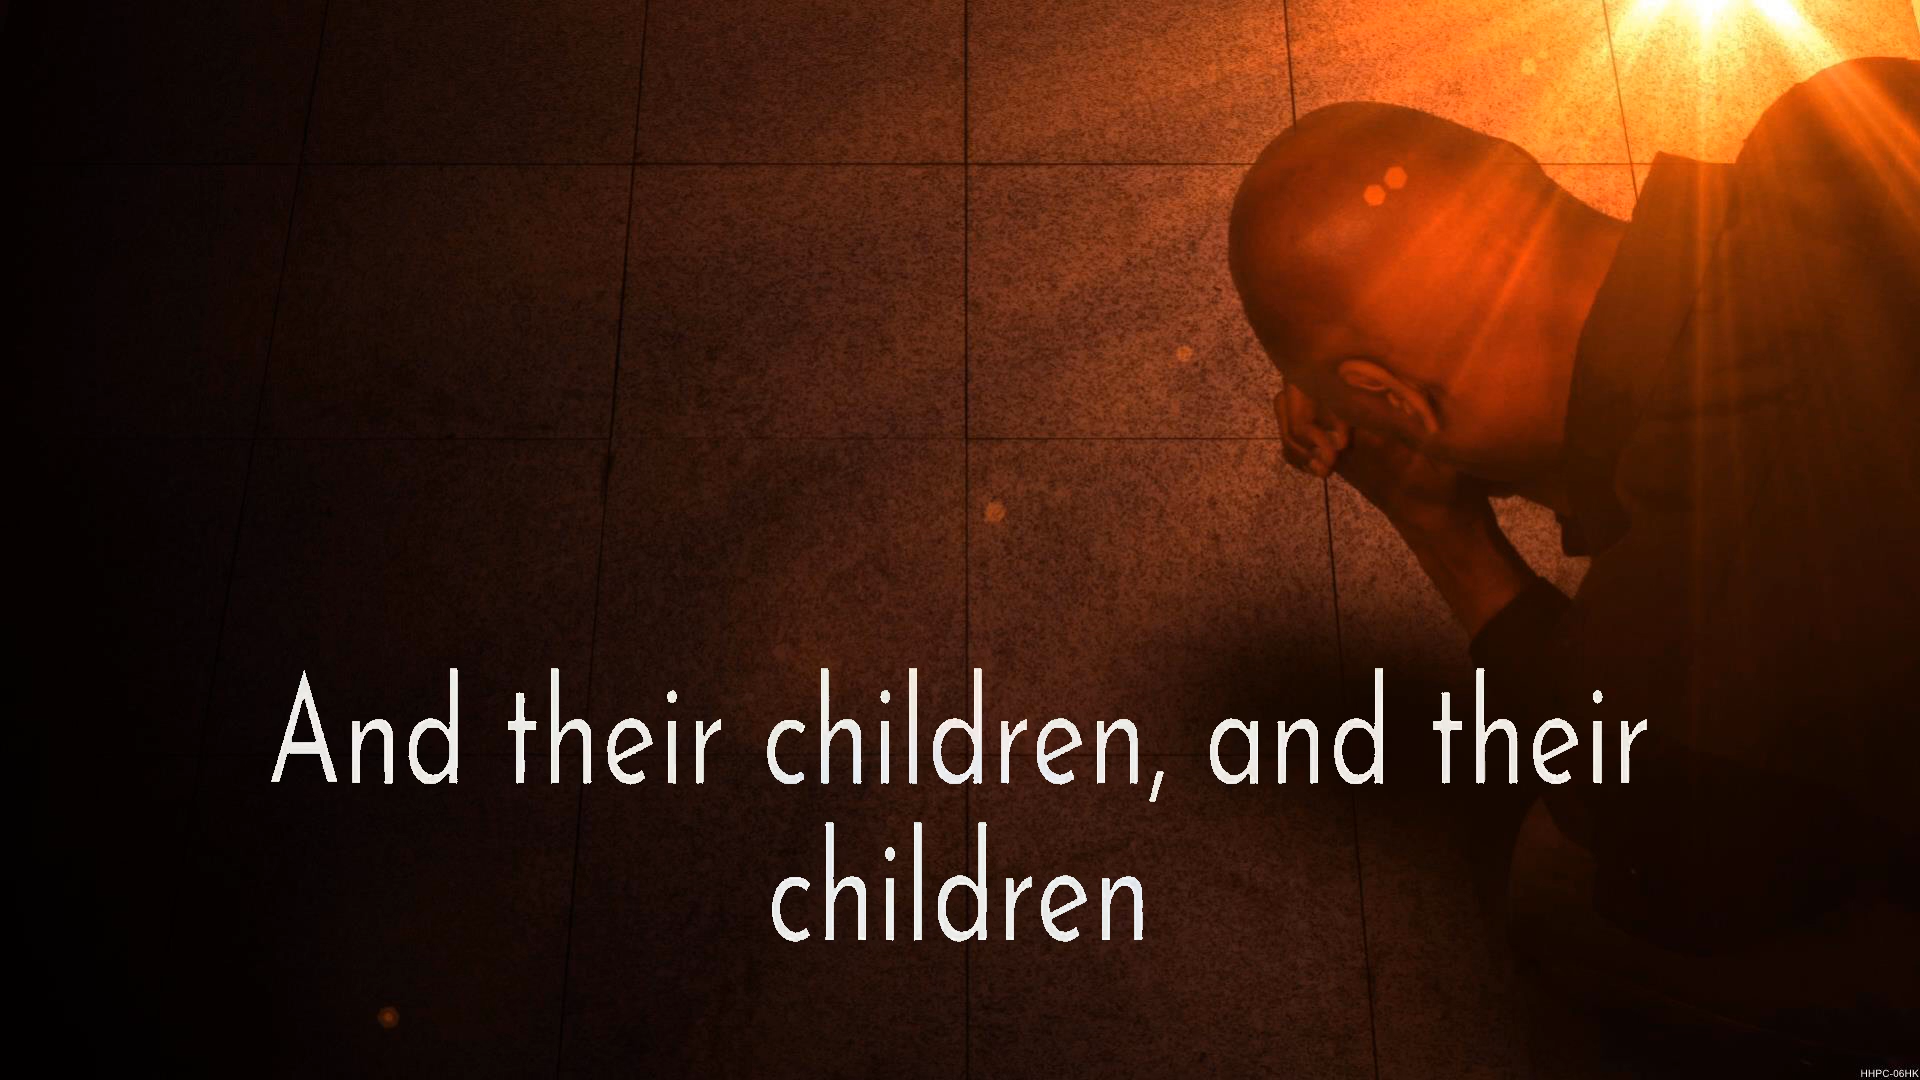 And their children, and their
children
HHPC-06HK